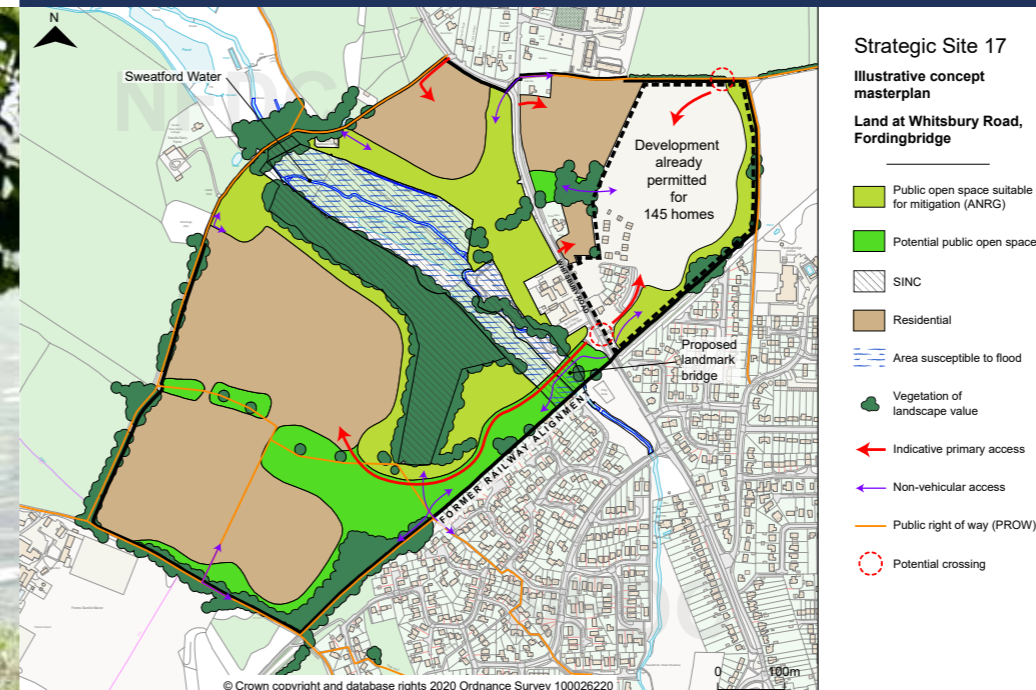 N
Sweatford Water
NFDC
Development
already
permitted
for
145 homes
WHITSBURY ROAD
Proposed
landmark
bridge
FORMER RAILWAY ALIGNMENT
0 100m
© Crown copyright and database rights 2020 Ordnance Survey 100026220
Strategic Site 17
Illustrative concept
masterplan
Land at Whitsbury Road,
Fordingbridge
Public open space suitable
for mitigation (ANRG)
Potential public open space
SINC
Residential
Area susceptible to flood
Vegetation of
landscape value
Indicative primary access
Non-vehicular access
Public right of way (PROW)
Potential crossing